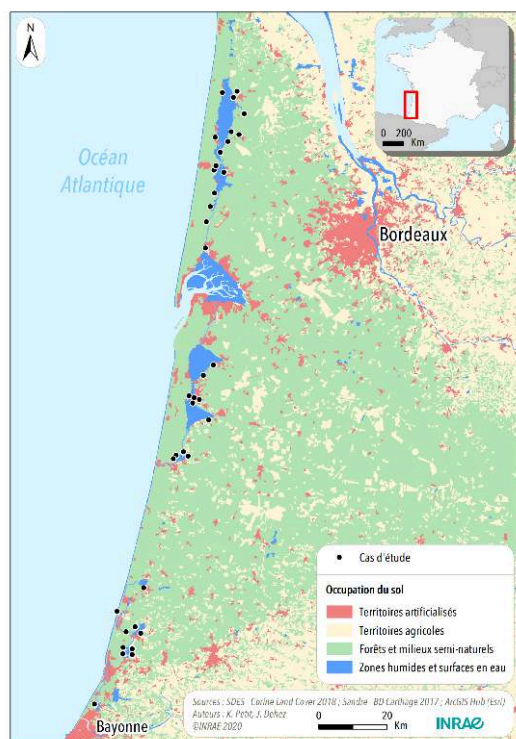 N
0 200
Km
Océan
Atlantique
Bordeaux
Cas d'étude
Occupation du sol
Territoires artificialisés
Territoires agricoles
Forêts et milieux semi-naturels
Zones humides et surfaces en eau
Sources : SDES Corine Land Cover 2018 ; Sandre BD Carthage 2017 ; ArcGIS Hub (Esri)
Auteurs : K. Petit, J. Dehez
©INRAE 2020
0 10 20
Km
INRAE
Bayonne